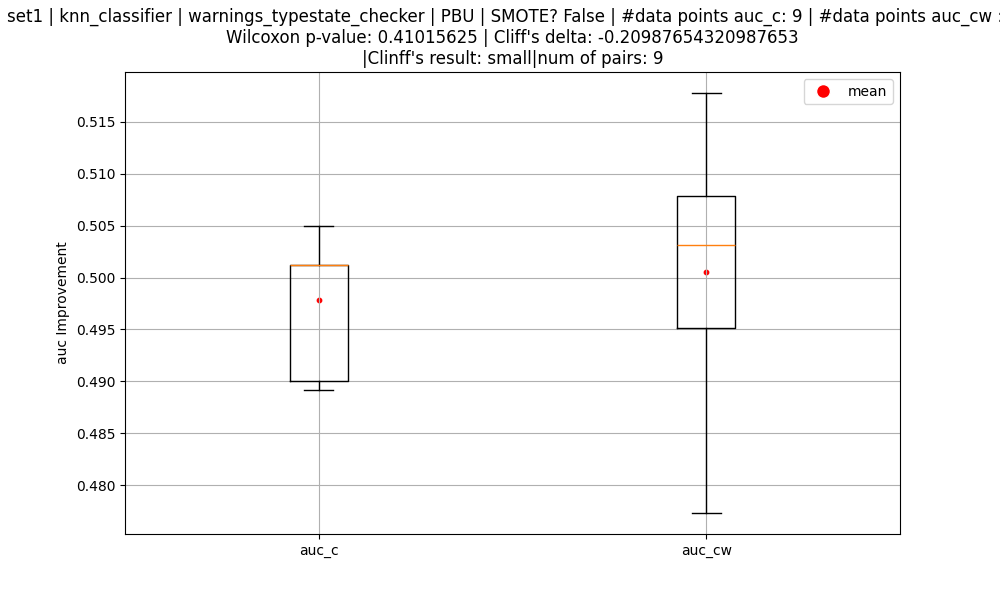 set1 | knn_classifier | warnings_typestate_checker | PBU | SMOTE? False | #data points auc_c: 9 | #data points auc_cw :
Wilcoxon p-value: 0.41015625 | Cliff's delta: -0.20987654320987653
|Clinff's result: small|num of pairs: 9
mean
0.515
0.510
0.505
0.500
0.495
0.490
0.485
0.480
auc Improvement
auc_c
auc_cw